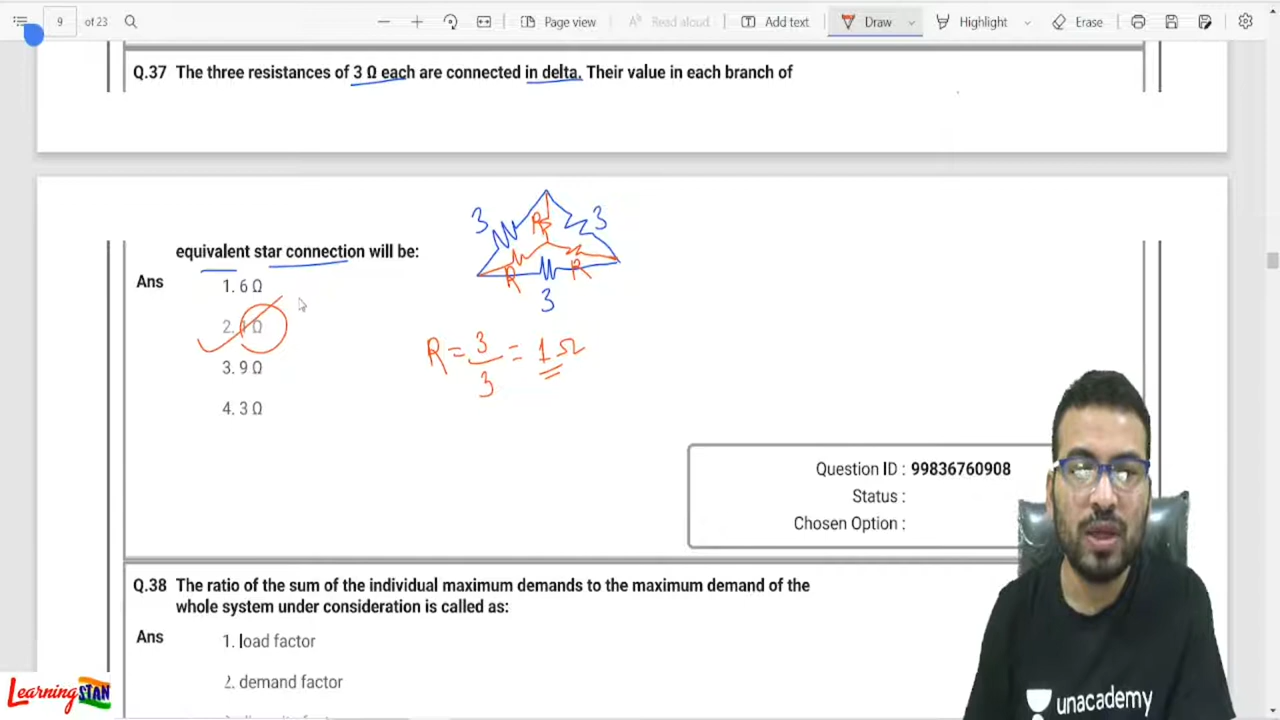 9 of 23 Page view Read aloud Add text Draw Highlight Erase
Q.37 The three resistances of 3 Ω each are connected in delta. Their value in each branch of
equivalent star connection will be:
Ans
1. 6 Ω
2. 1 Ω
3. 9 Ω
4. 3 Ω
3 R 3
R R
3
R = 3/3 = 1 Ω
Question ID : 99836760908
Status :
Chosen Option :
Q.38 The ratio of the sum of the individual maximum demands to the maximum demand of the
whole system under consideration is called as:
Ans
1. load factor
2. demand factor
Learning STAN
unacademy